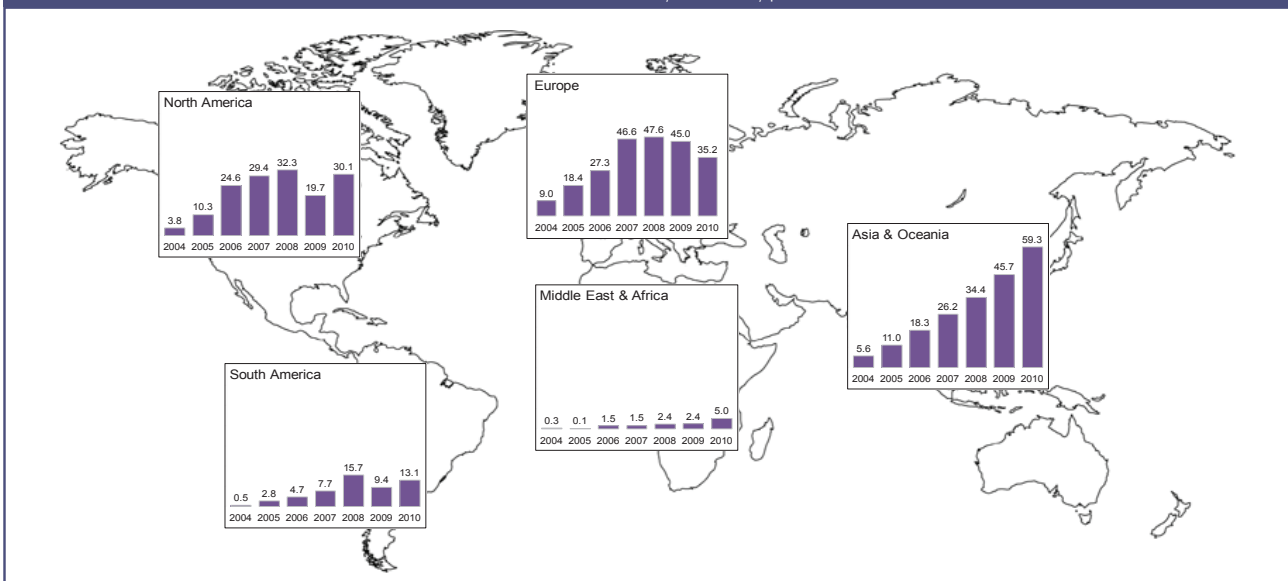 North America
3.8 10.3 24.6 29.4 32.3 19.7 30.1
2004 2005 2006 2007 2008 2009 2010
Europe
9.0 18.4 27.3 46.6 47.6 45.0 35.2
2004 2005 2006 2007 2008 2009 2010
Asia & Oceania
5.6 11.0 18.3 26.2 34.4 45.7 59.3
2004 2005 2006 2007 2008 2009 2010
Middle East & Africa
0.3 0.1 1.5 1.5 2.4 2.4 5.0
2004 2005 2006 2007 2008 2009 2010
South America
0.5 2.8 4.7 7.7 15.7 9.4 13.1
2004 2005 2006 2007 2008 2009 2010